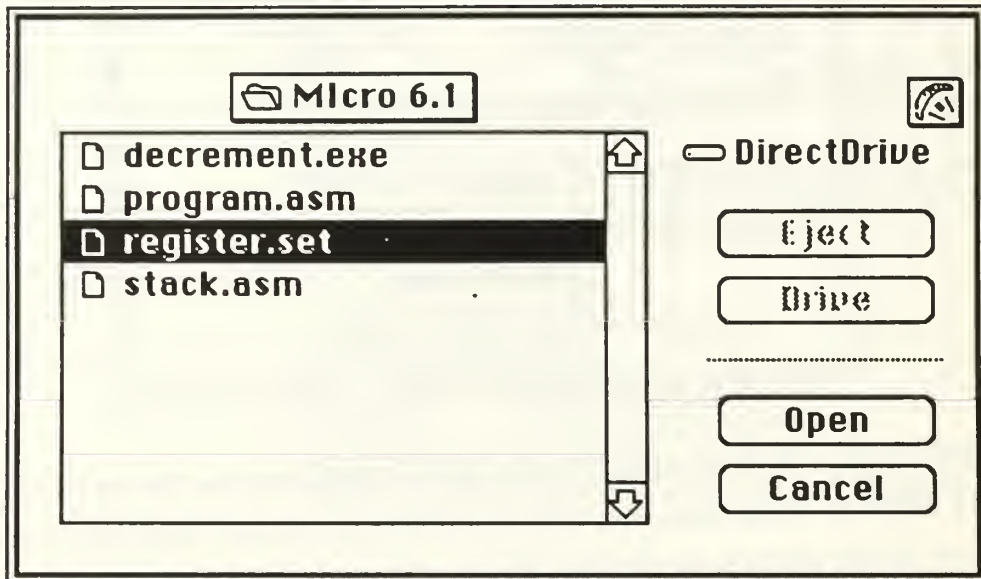 MIcro 6.1
decrement.exe
program.asm
register.set
stack.asm
DirectDrive
Eject
Drive
Open
Cancel